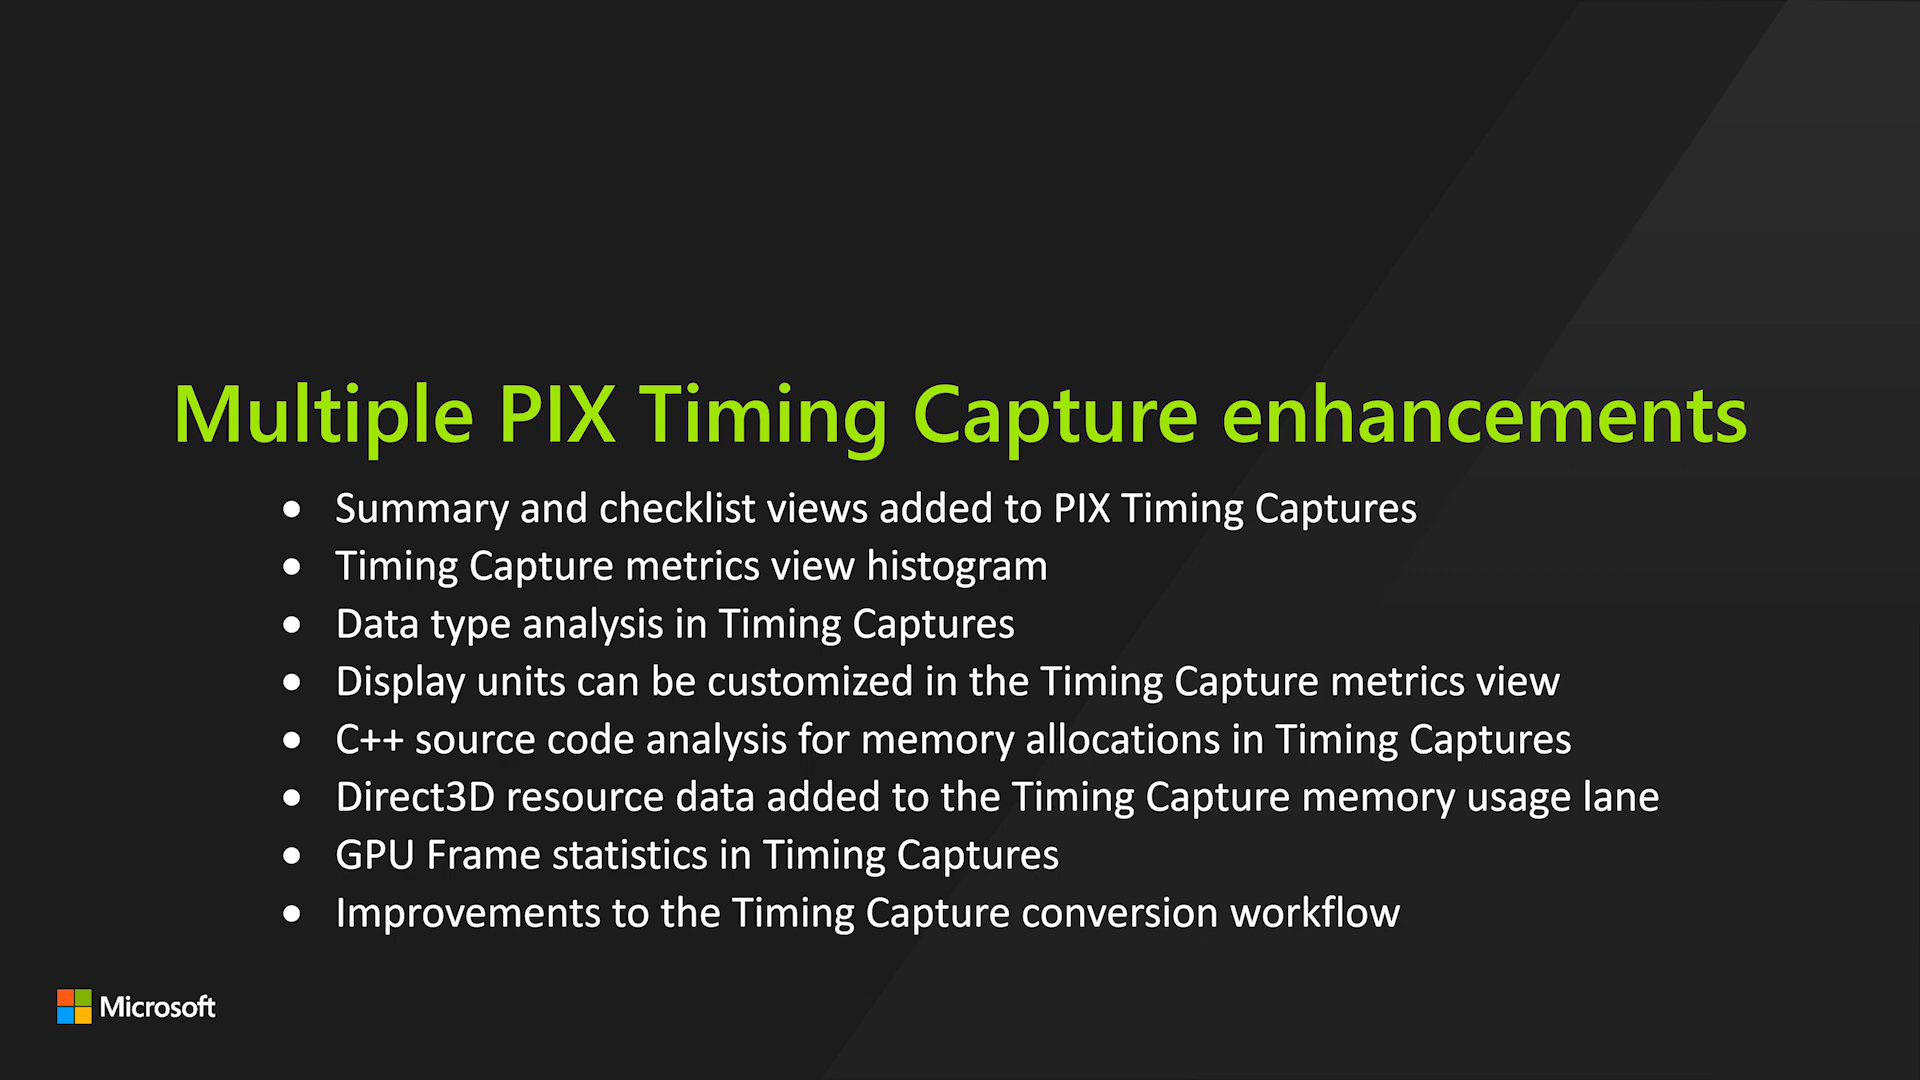 Multiple PIX Timing Capture enhancements
• Summary and checklist views added to PIX Timing Captures
• Timing Capture metrics view histogram
• Data type analysis in Timing Captures
• Display units can be customized in the Timing Capture metrics view
• C++ source code analysis for memory allocations in Timing Captures
• Direct3D resource data added to the Timing Capture memory usage lane
• GPU Frame statistics in Timing Captures
• Improvements to the Timing Capture conversion workflow
Microsoft